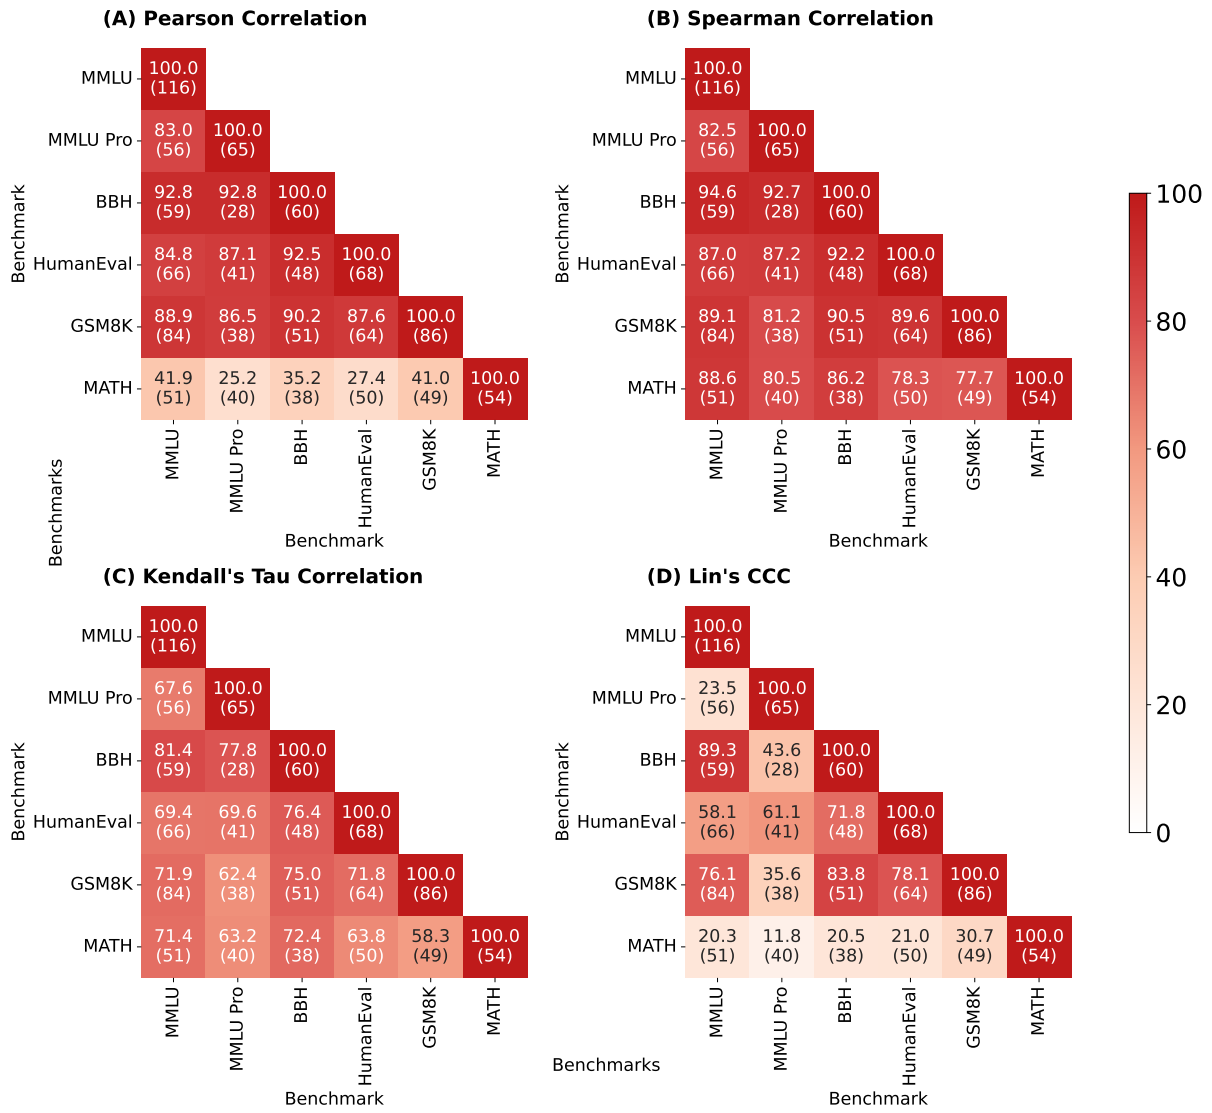 (A) Pearson Correlation
MMLU
100.0
(116)
MMLU Pro
83.0 100.0
(56) (65)
BBH
92.8 92.8 100.0
(59) (28) (60)
HumanEval
84.8 87.1 92.5 100.0
(66) (41) (48) (68)
GSM8K
88.9 86.5 90.2 87.6 100.0
(84) (38) (51) (64) (86)
MATH
41.9 25.2 35.2 27.4 41.0 100.0
(51) (40) (38) (50) (49) (54)
Benchmark
MMLU
MMLU Pro
BBH
HumanEval
GSM8K
MATH
Benchmark
(B) Spearman Correlation
MMLU
100.0
(116)
MMLU Pro
82.5 100.0
(56) (65)
BBH
94.6 92.7 100.0
(59) (28) (60)
HumanEval
87.0 87.2 92.2 100.0
(66) (41) (48) (68)
GSM8K
89.1 81.2 90.5 89.6 100.0
(84) (38) (51) (64) (86)
MATH
88.6 80.5 86.2 78.3 77.7 100.0
(51) (40) (38) (50) (49) (54)
Benchmark
MMLU
MMLU Pro
BBH
HumanEval
GSM8K
MATH
Benchmark
100
80
60
40
20
0
Benchmarks
(C) Kendall's Tau Correlation
MMLU
100.0
(116)
MMLU Pro
67.6 100.0
(56) (65)
BBH
81.4 77.8 100.0
(59) (28) (60)
HumanEval
69.4 69.6 76.4 100.0
(66) (41) (48) (68)
GSM8K
71.9 62.4 75.0 71.8 100.0
(84) (38) (51) (64) (86)
MATH
71.4 63.2 72.4 63.8 58.3 100.0
(51) (40) (38) (50) (49) (54)
Benchmark
MMLU
MMLU Pro
BBH
HumanEval
GSM8K
MATH
Benchmark
(D) Lin's CCC
MMLU
100.0
(116)
MMLU Pro
23.5 100.0
(56) (65)
BBH
89.3 43.6 100.0
(59) (28) (60)
HumanEval
58.1 61.1 71.8 100.0
(66) (41) (48) (68)
GSM8K
76.1 35.6 83.8 78.1 100.0
(84) (38) (51) (64) (86)
MATH
20.3 11.8 20.5 21.0 30.7 100.0
(51) (40) (38) (50) (49) (54)
Benchmark
MMLU
MMLU Pro
BBH
HumanEval
GSM8K
MATH
Benchmark
Benchmarks